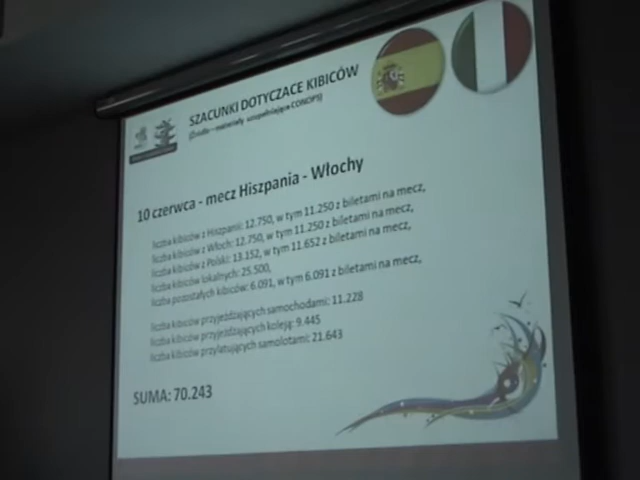 SZACUNKI DOTYCZACE KIBICÓW
(Źródło – materiały uzupełniające CONOPS)
10 czerwca - mecz Hiszpania - Włochy
liczba kibiców z Hiszpanii: 12.750, w tym 11.250 z biletami na mecz,
liczba kibiców z Włoch: 12.750, w tym 11.250 z biletami na mecz,
liczba kibiców z Polski: 13.152, w tym 11.652 z biletami na mecz,
liczba kibiców lokalnych: 25.500,
liczba pozostałych kibiców: 6.091, w tym 6.091 z biletami na mecz,
liczba kibiców przyjeżdzających samochodami: 11.228
liczba kibiców przyjeżdzających koleją: 9.445
liczba kibiców przylatujących samolotami: 21.643
SUMA: 70.243